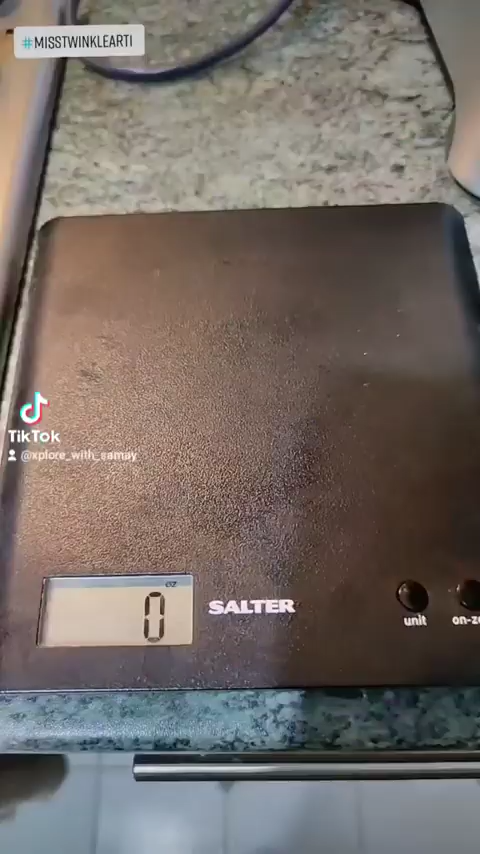 #MISSTWINKLEARTI
TikTok
@xplore_with_samay
oz
0
SALTER
unit
on-ze